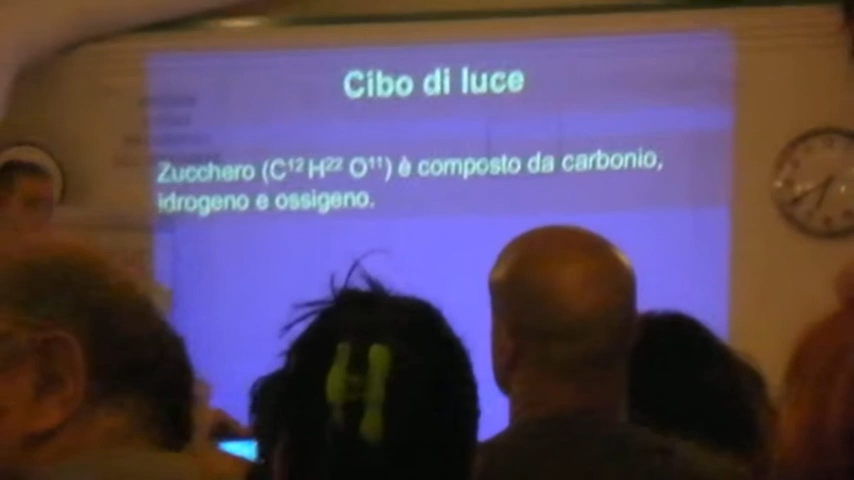 Cibo di luce
Zucchero (C¹² H²² O¹¹) è composto da carbonio,
idrogeno e ossigeno.